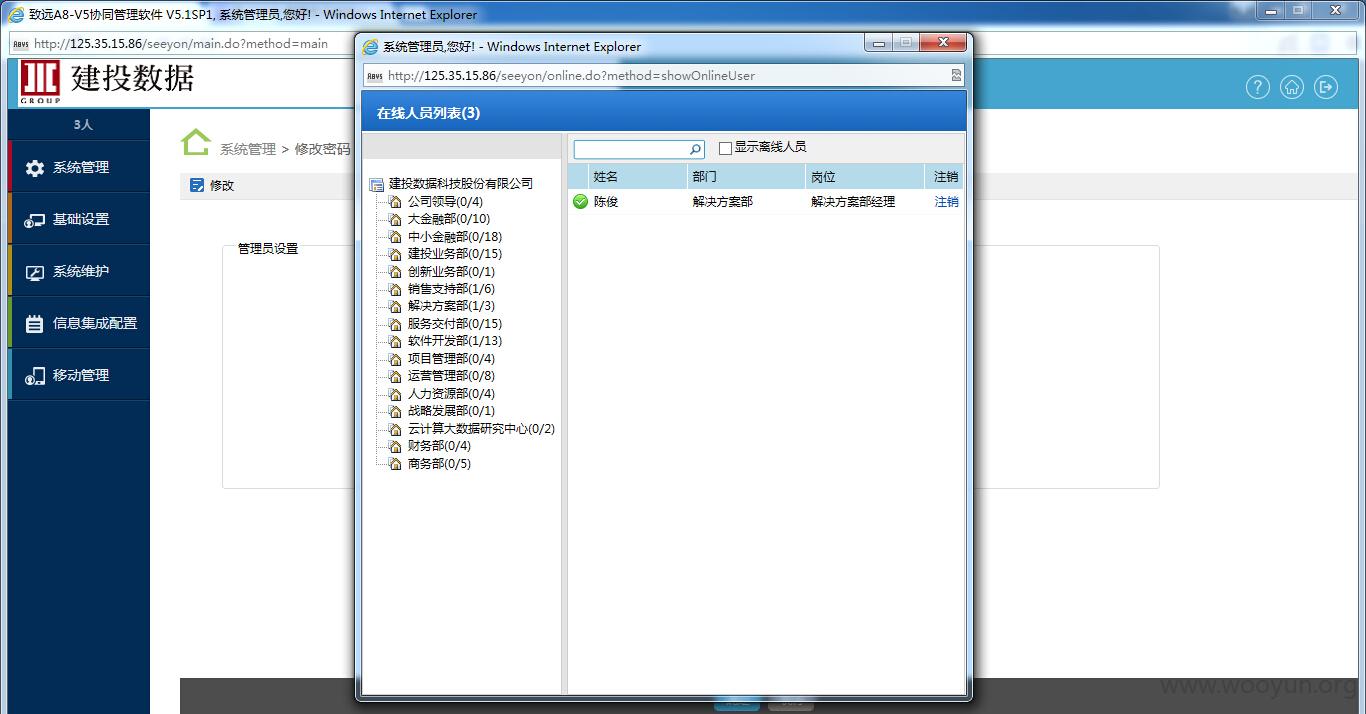 致远A8-V5协同管理软件 V5.1SP1, 系统管理员,您好! - Windows Internet Explorer
http://125.35.15.86/seeyon/main.do?method=main
GROUP
建投数据
3人
系统管理
基础设置
系统维护
信息集成配置
移动管理
系统管理 > 修改密码
修改
管理员设置
系统管理员,您好! - Windows Internet Explorer
http://125.35.15.86/seeyon/online.do?method=showOnlineUser
在线人员列表(3)
显示离线人员
建投数据科技股份有限公司
公司领导(0/4)
大金融部(0/10)
中小金融部(0/18)
建投业务部(0/15)
创新业务部(0/1)
销售支持部(1/6)
解决方案部(1/3)
服务交付部(0/15)
软件开发部(1/13)
项目管理部(0/4)
运营管理部(0/8)
人力资源部(0/4)
战略发展部(0/1)
云计算大数据研究中心(0/2)
财务部(0/4)
商务部(0/5)
姓名 部门 岗位 注销
陈俊 解决方案部 解决方案部经理 注销
www.wooyun.org